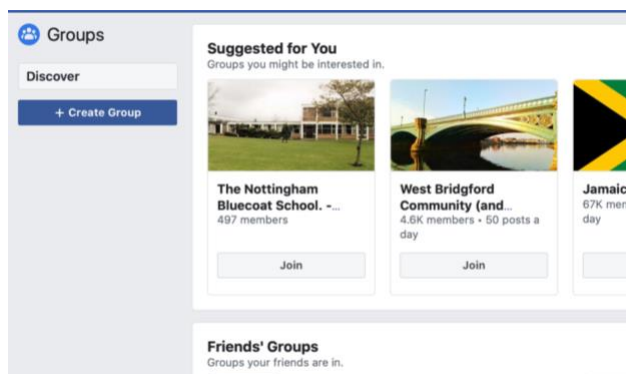 Groups
Discover
+ Create Group
Suggested for You
Groups you might be interested in.
The Nottingham
Bluecoat School. -...
497 members
Join
West Bridgford
Community (and...
4.6K members • 50 posts a
day
Join
Jamaic
67K mem
day
Friends' Groups
Groups your friends are in.